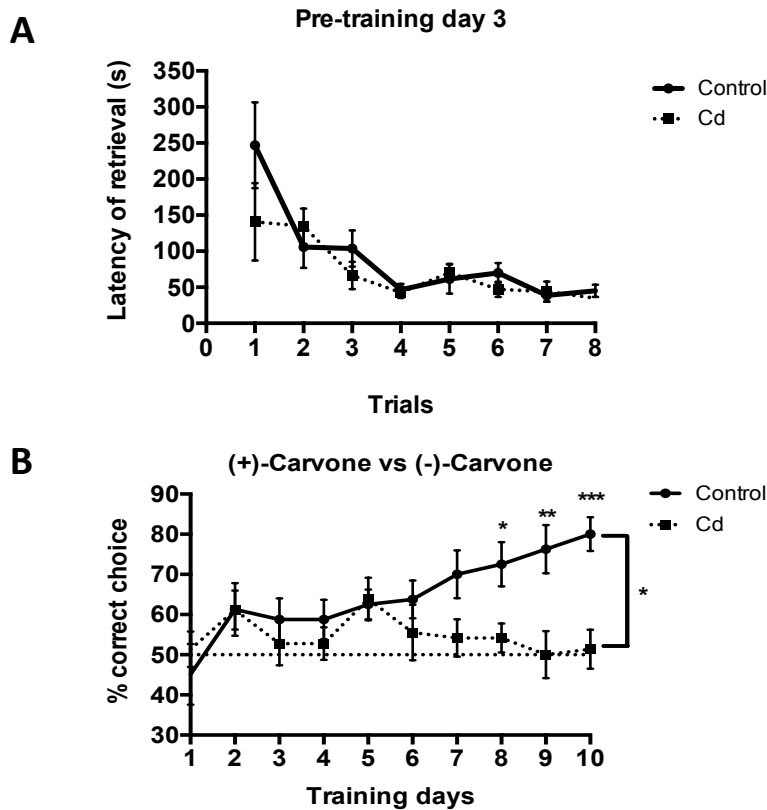 A
Pre-training day 3
Latency of retrieval (s)
350
300
250
200
150
100
50
0
0 1 2 3 4 5 6 7 8
Trials
Control
Cd
B
(+)-Carvone vs (-)-Carvone
% correct choice
90
80
70
60
50
40
30
1 2 3 4 5 6 7 8 9 10
Training days
* ** ***
*
Control
Cd